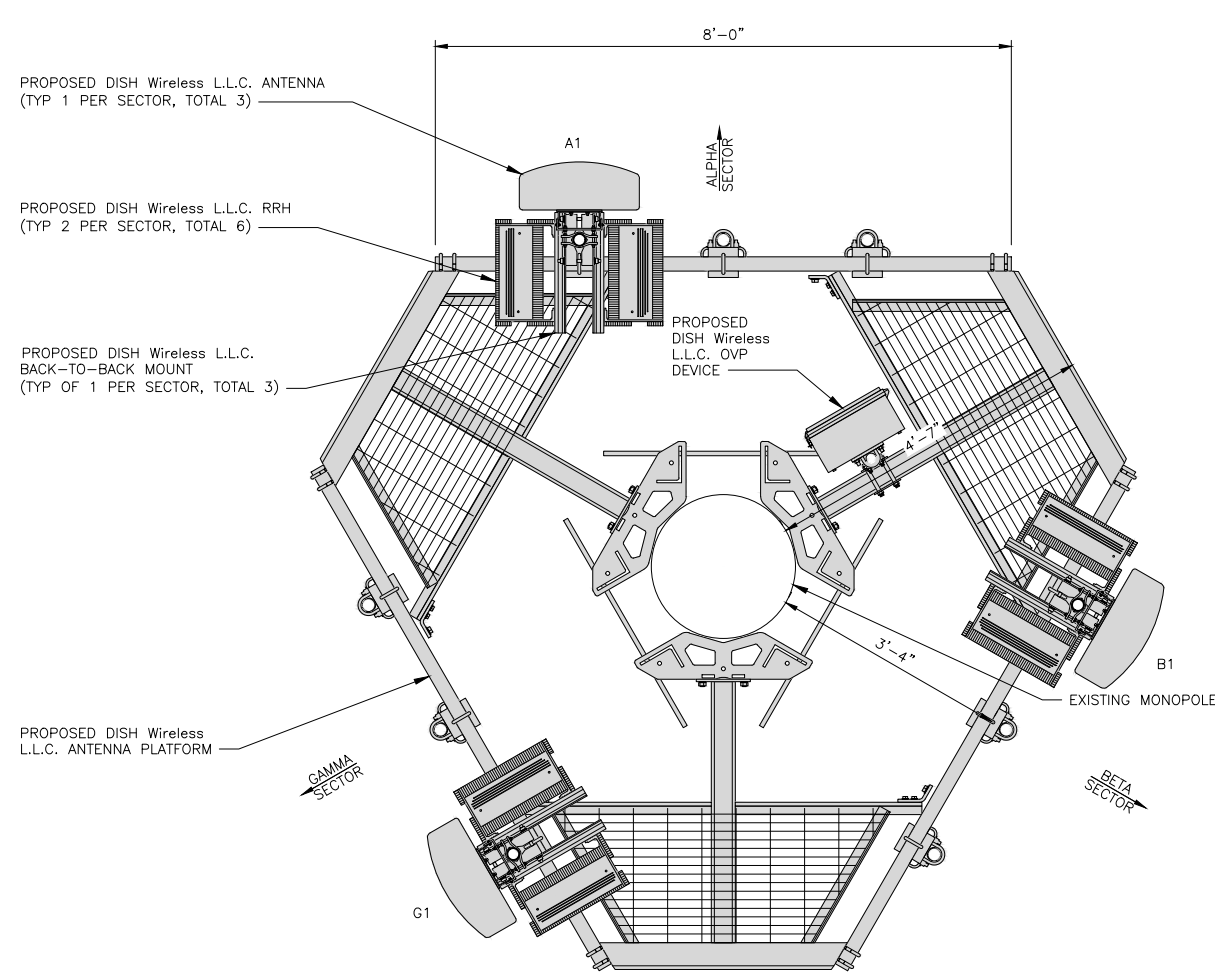 8'-0"
PROPOSED DISH Wireless L.L.C. ANTENNA
(TYP 1 PER SECTOR, TOTAL 3)
A1
ALPHA
SECTOR
PROPOSED DISH Wireless L.L.C. RRH
(TYP 2 PER SECTOR, TOTAL 6)
PROPOSED
DISH Wireless
L.L.C. OVP
DEVICE
PROPOSED DISH Wireless L.L.C.
BACK-TO-BACK MOUNT
(TYP OF 1 PER SECTOR, TOTAL 3)
4'-7"
3'-4"
B1
EXISTING MONOPOLE
PROPOSED DISH Wireless
L.L.C. ANTENNA PLATFORM
GAMMA
SECTOR
BETA
SECTOR
G1